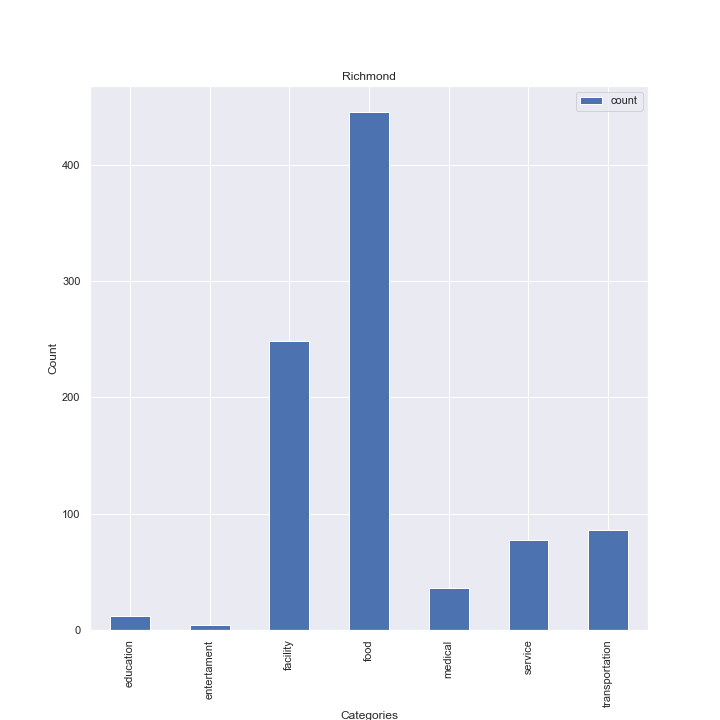 Richmond
count
400
300
200
100
0
Count
education
entertament
facility
food
medical
service
transportation
Categories